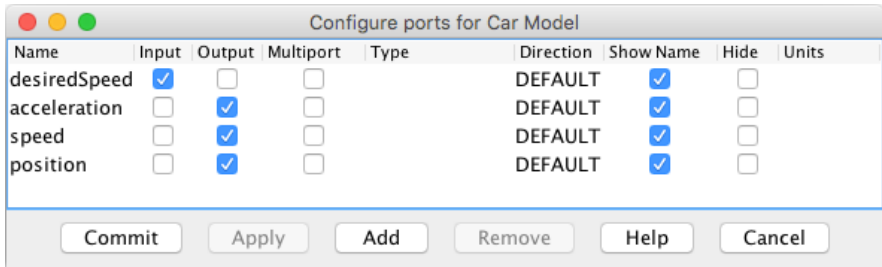 Configure ports for Car Model
Name Input Output Multiport Type Direction Show Name Hide Units
desiredSpeed DEFAULT
acceleration DEFAULT
speed DEFAULT
position DEFAULT
Commit Apply Add Remove Help Cancel